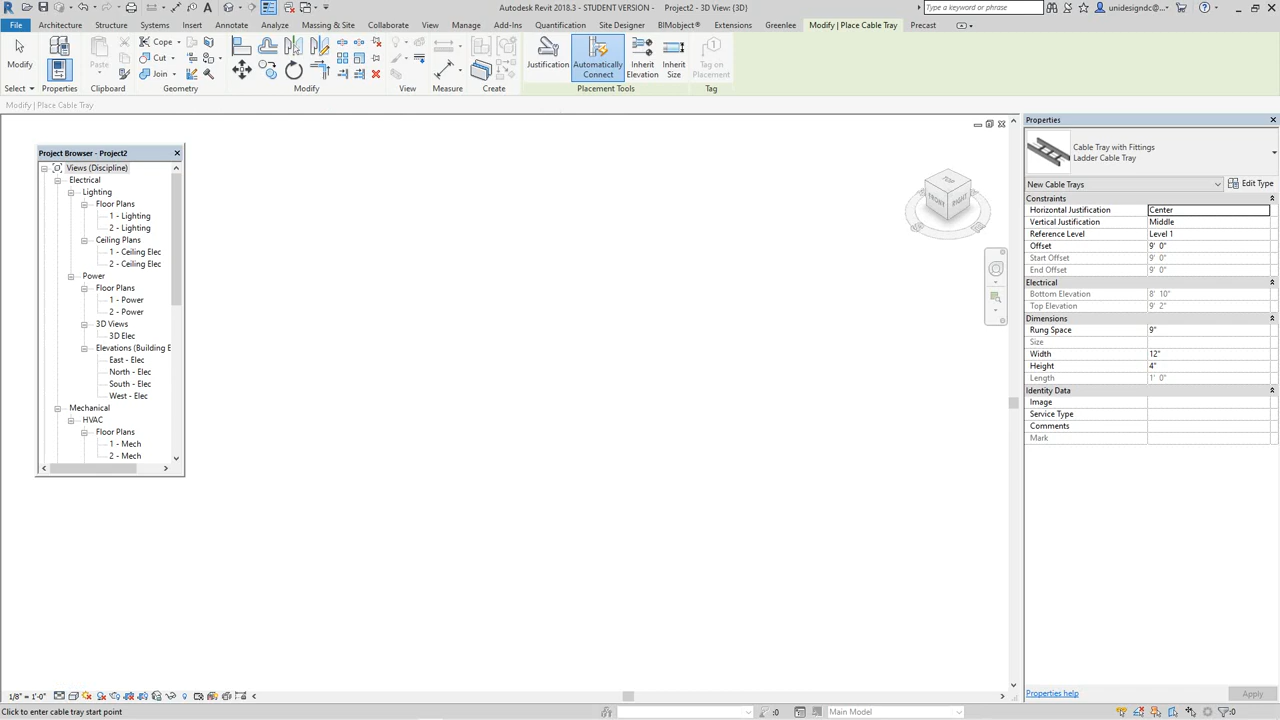 Autodesk Revit 2018.3 - STUDENT VERSION - Project2 - 3D View: {3D}
Type a keyword or phrase
unidesigndc@...
File Architecture Structure Systems Insert Annotate Analyze Massing & Site Collaborate View Manage Add-Ins Quantification Site Designer BIMobject® Extensions Greenlee Modify | Place Cable Tray Precast
Modify
Paste
Cope
Cut
Join
Justification
Automatically Connect
Inherit Elevation
Inherit Size
Tag on Placement
Select Properties Clipboard Geometry Modify View Measure Create Placement Tools Tag
Modify | Place Cable Tray
Project Browser - Project2
Views (Discipline)
Electrical
Lighting
Floor Plans
1 - Lighting
2 - Lighting
Ceiling Plans
1 - Ceiling Elec
2 - Ceiling Elec
Power
Floor Plans
1 - Power
2 - Power
3D Views
3D Elec
Elevations (Building E
East - Elec
North - Elec
South - Elec
West - Elec
Mechanical
HVAC
Floor Plans
1 - Mech
2 - Mech
TOP
FRONT RIGHT
Properties
Cable Tray with Fittings
Ladder Cable Tray
New Cable Trays Edit Type
Constraints
Horizontal Justification Center
Vertical Justification Middle
Reference Level Level 1
Offset 9' 0"
Start Offset 9' 0"
End Offset 9' 0"
Electrical
Bottom Elevation 8' 10"
Top Elevation 9' 2"
Dimensions
Rung Space 9"
Size
Width 12"
Height 4"
Length 1' 0"
Identity Data
Image
Service Type
Comments
Mark
Properties help Apply
1/8" = 1'-0"
Click to enter cable tray start point
:0
Main Model
:0